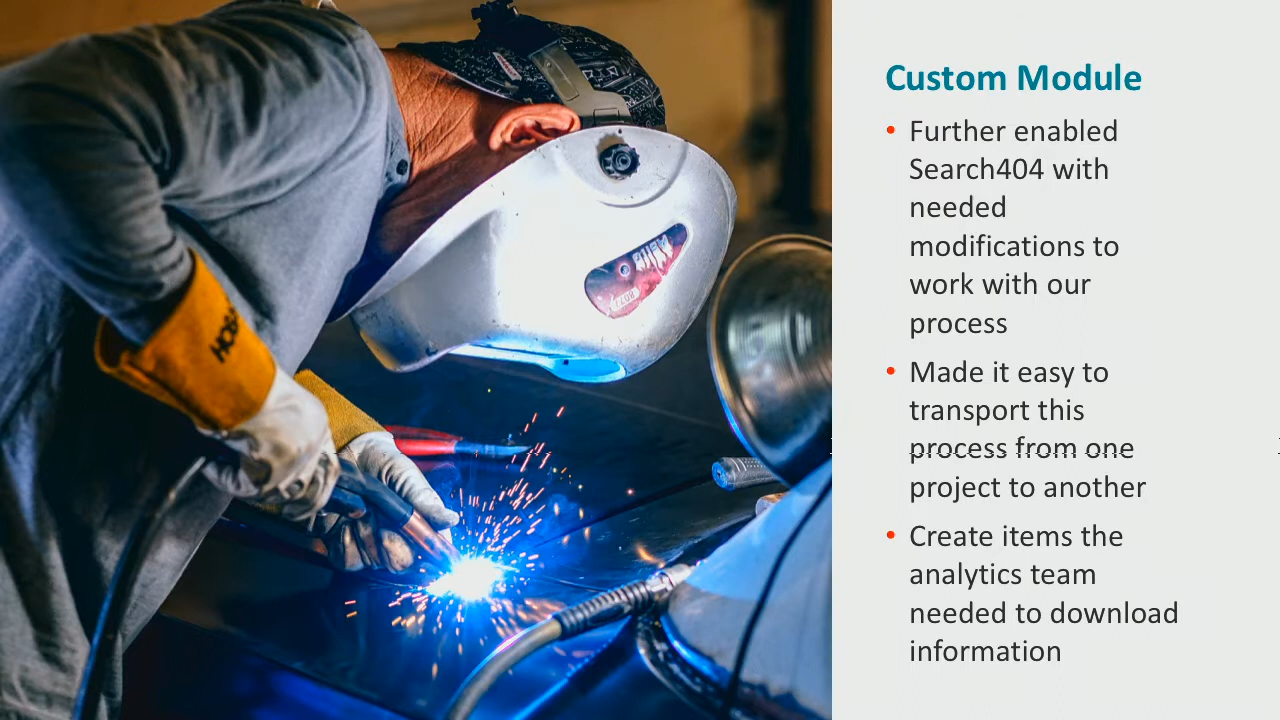 Custom Module
• Further enabled
Search404 with
needed
modifications to
work with our
process
• Made it easy to
transport this
process from one
project to another
• Create items the
analytics team
needed to download
information